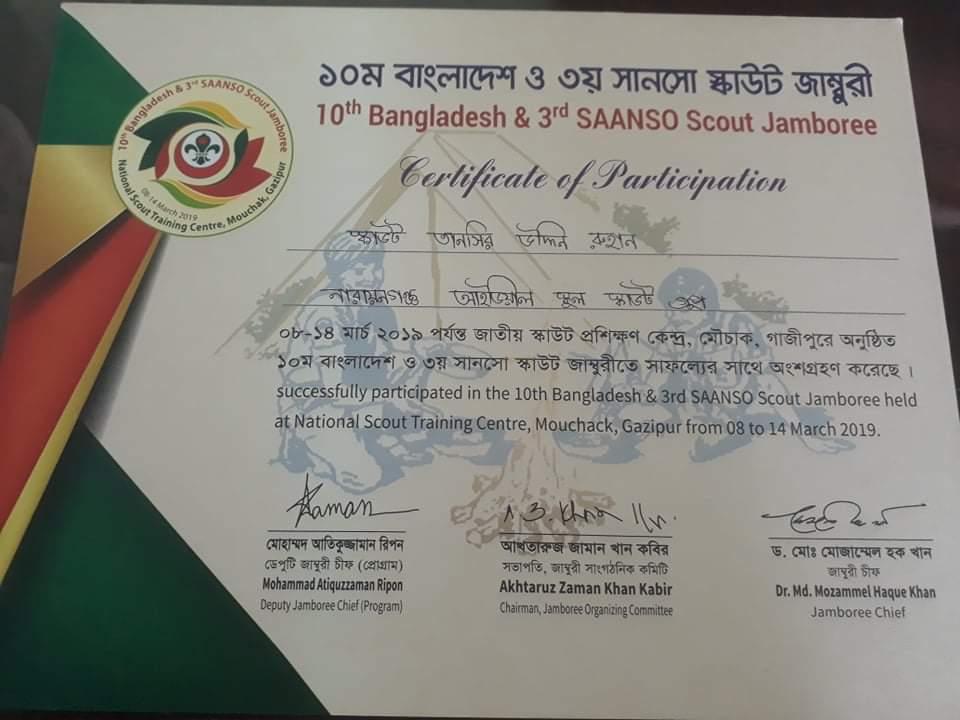 ১০ম বাংলাদেশ ও ৩য় সানসো স্কাউট জাম্বুরী
10th Bangladesh & 3rd SAANSO Scout Jamboree
10th Bangladesh & 3rd SAANSO Scout Jamboree
08-14 March 2019
National Scout Training Centre, Mouchak, Gazipur
Certificate of Participation
স্কাউট তানসির উদ্দিন রুহান
নারায়নগঞ্জ আইডিয়াল স্কুল স্কাউট গ্রুপ
০৮-১৪ মার্চ ২০১৯ পর্যন্ত জাতীয় স্কাউট প্রশিক্ষণ কেন্দ্র, মৌচাক, গাজীপুরে অনুষ্ঠিত
১০ম বাংলাদেশ ও ৩য় সানসো স্কাউট জাম্বুরীতে সাফল্যের সাথে অংশগ্রহণ করেছে ।
successfully participated in the 10th Bangladesh & 3rd SAANSO Scout Jamboree held
at National Scout Training Centre, Mouchack, Gazipur from 08 to 14 March 2019.
মোহাম্মদ আতিকুজ্জামান রিপন
ডেপুটি জাম্বুরী চীফ (প্রোগ্রাম)
Mohammad Atiquzzaman Ripon
Deputy Jamboree Chief (Program)
আখতারুজ জামান খান কবির
সভাপতি, জাম্বুরী সাংগঠনিক কমিটি
Akhtaruz Zaman Khan Kabir
Chairman, Jamboree Organizing Committee
ড. মোঃ মোজাম্মেল হক খান
জাম্বুরী চীফ
Dr. Md. Mozammel Haque Khan
Jamboree Chief